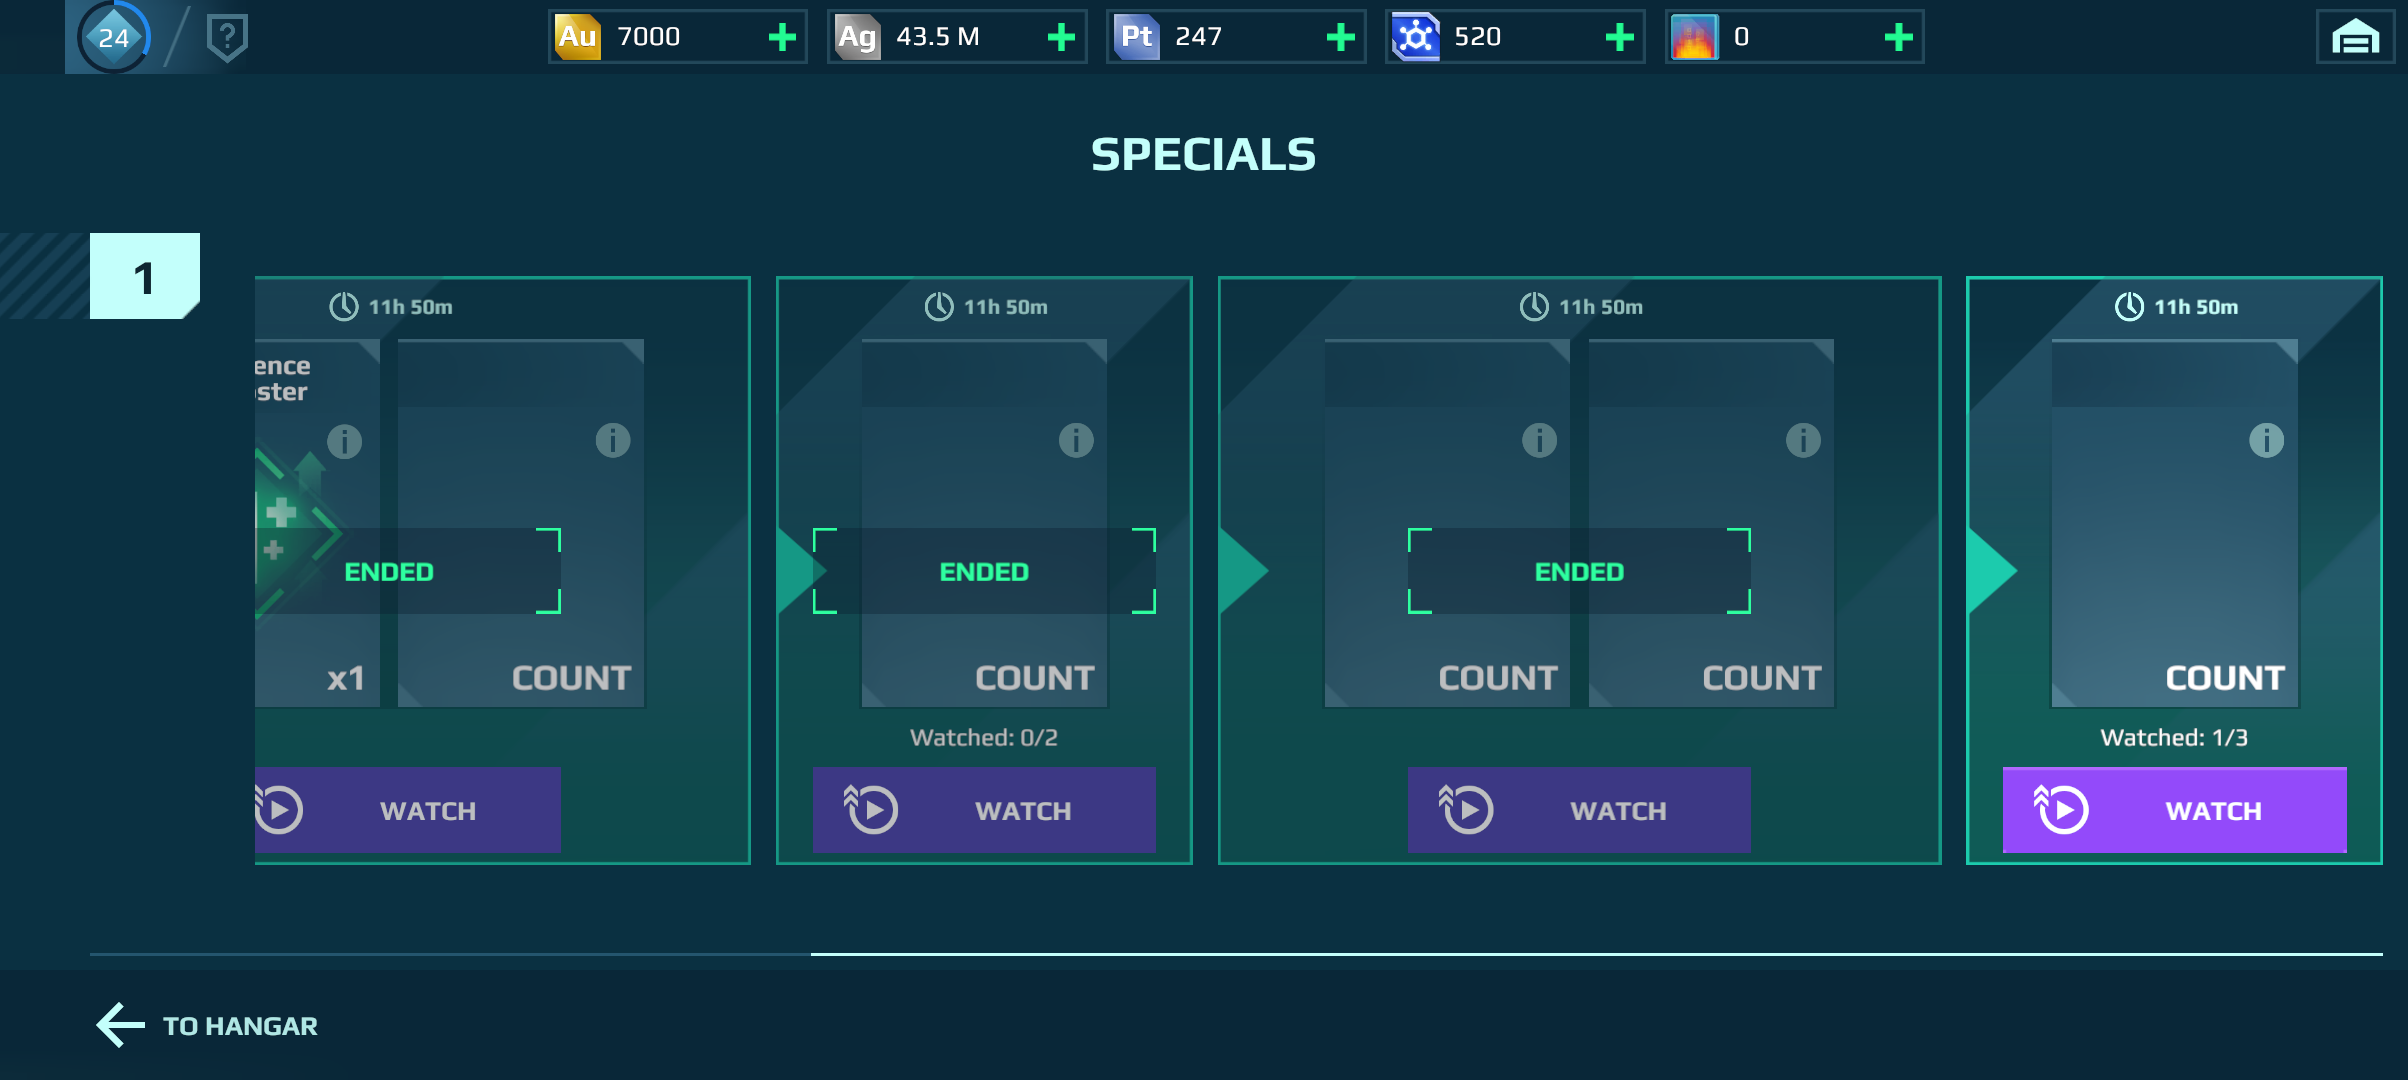 24
?
Au 7000
Ag 43.5 M
Pt 247
520
0
SPECIALS
1
11h 50m
ence
ster
x1
COUNT
ENDED
WATCH
11h 50m
COUNT
ENDED
Watched: 0/2
WATCH
11h 50m
COUNT
COUNT
ENDED
WATCH
11h 50m
COUNT
Watched: 1/3
WATCH
TO HANGAR